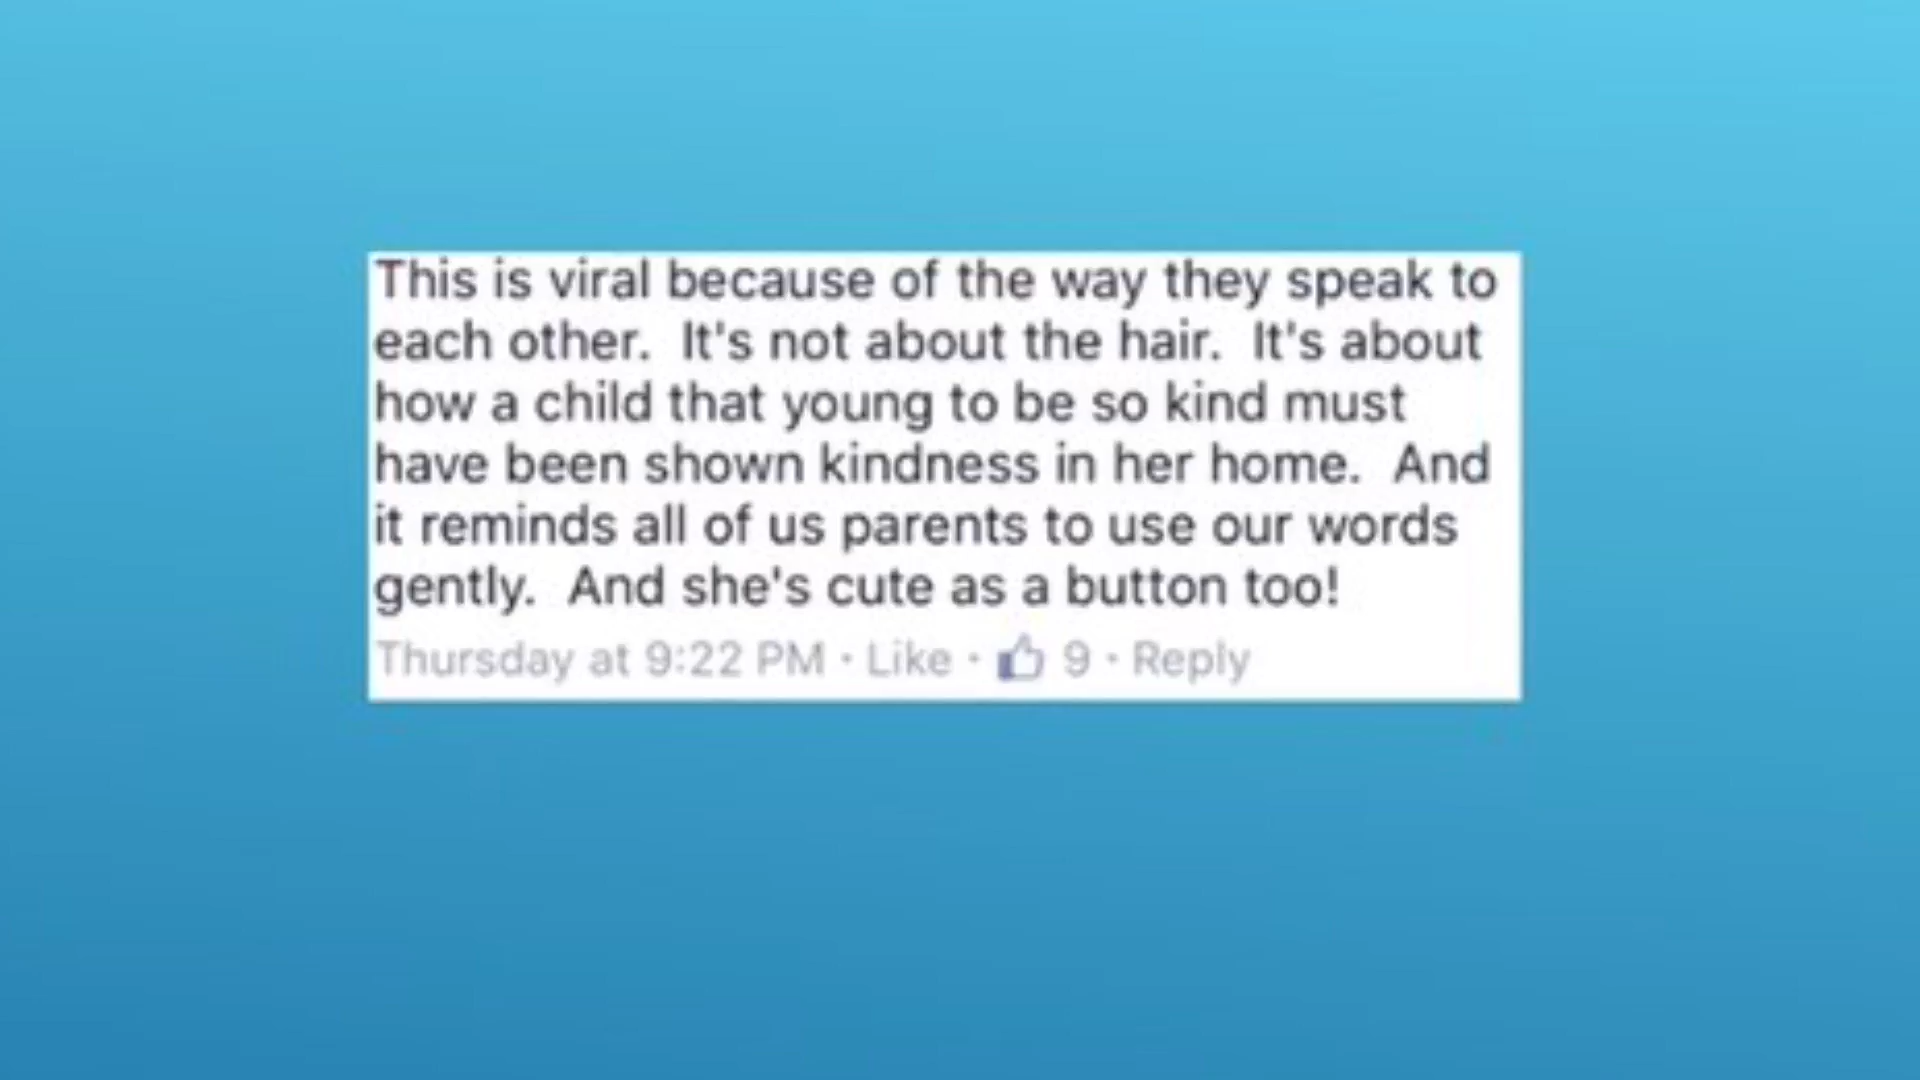 This is viral because of the way they speak to
each other.  It's not about the hair.  It's about
how a child that young to be so kind must
have been shown kindness in her home.  And
it reminds all of us parents to use our words
gently.  And she's cute as a button too!
Thursday at 9:22 PM · Like · 9 · Reply